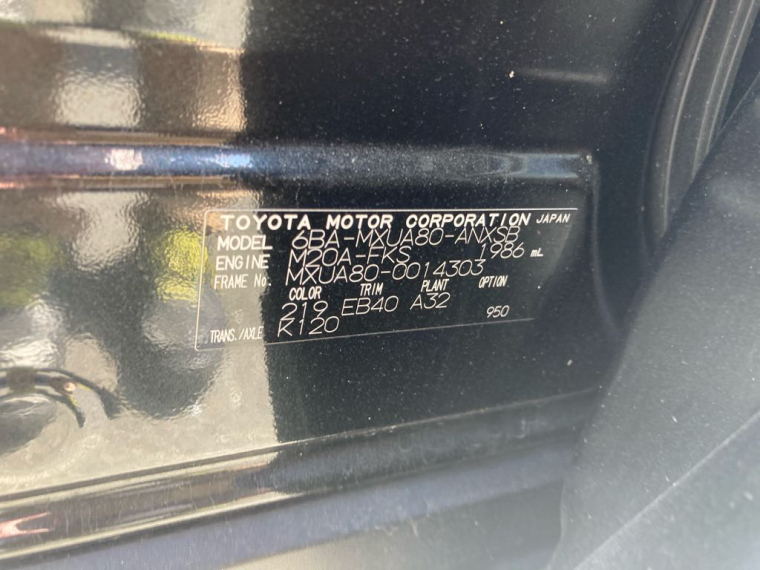 TOYOTA MOTOR CORPORATION JAPAN
MODEL 6BA-MXUA80-ANXSB
ENGINE M20A-FKS 1986 mL
FRAME No. MXUA80-0014303
COLOR TRIM PLANT OPTION
219 EB40 A32 950
TRANS./AXLE K120